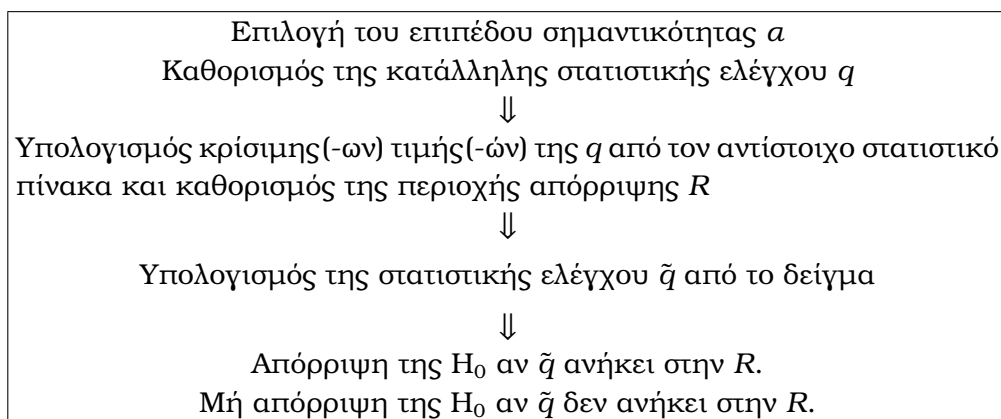 Επιλογή του επιπέδου σημαντικότητας α
Καθορισμός της κατάλληλης στατιστικής ελέγχου q
⇓
Υπολογισμός κρίσιμης(-ων) τιμής(-ών) της q από τον αντίστοιχο στατιστικό
πίνακα και καθορισμός της περιοχής απόρριψης R
⇓
Υπολογισμός της στατιστικής ελέγχου q̃ από το δείγμα
⇓
Απόρριψη της H₀ αν q̃ ανήκει στην R.
Μή απόρριψη της H₀ αν q̃ δεν ανήκει στην R.